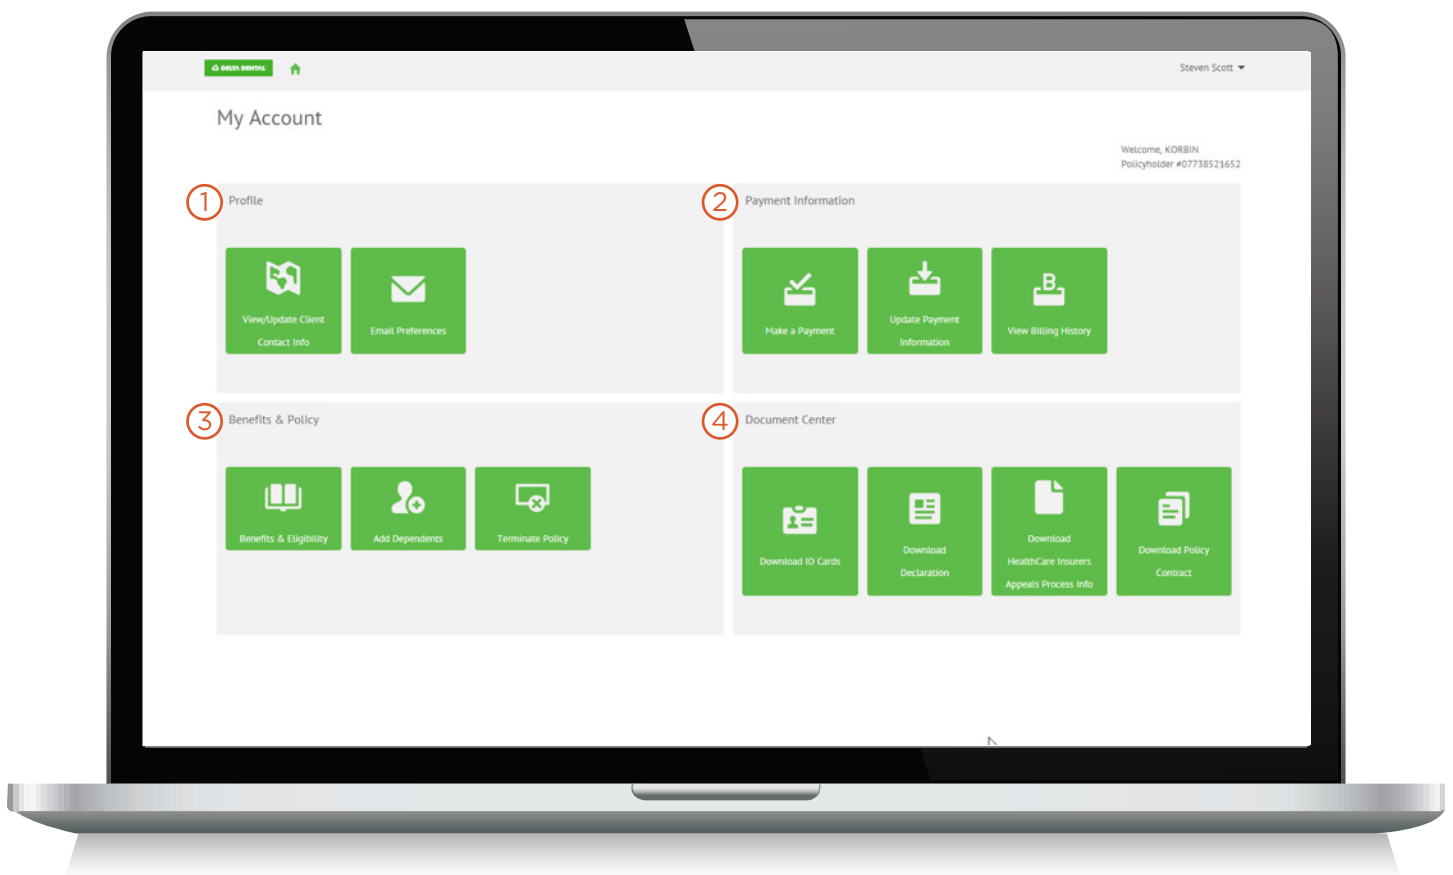 DELTA DENTAL
Steven Scott
My Account
Welcome, KORBIN
Policyholder #07738521652
1 Profile
View/Update Client
Contact Info
Email Preferences
2 Payment Information
Make a Payment
Update Payment
Information
B
View Billing History
3 Benefits & Policy
Benefits & Eligibility
Add Dependents
Terminate Policy
4 Document Center
Download ID Cards
Download
Declaration
Download
HealthCare Insurers
Appeals Process Info
Download Policy
Contract